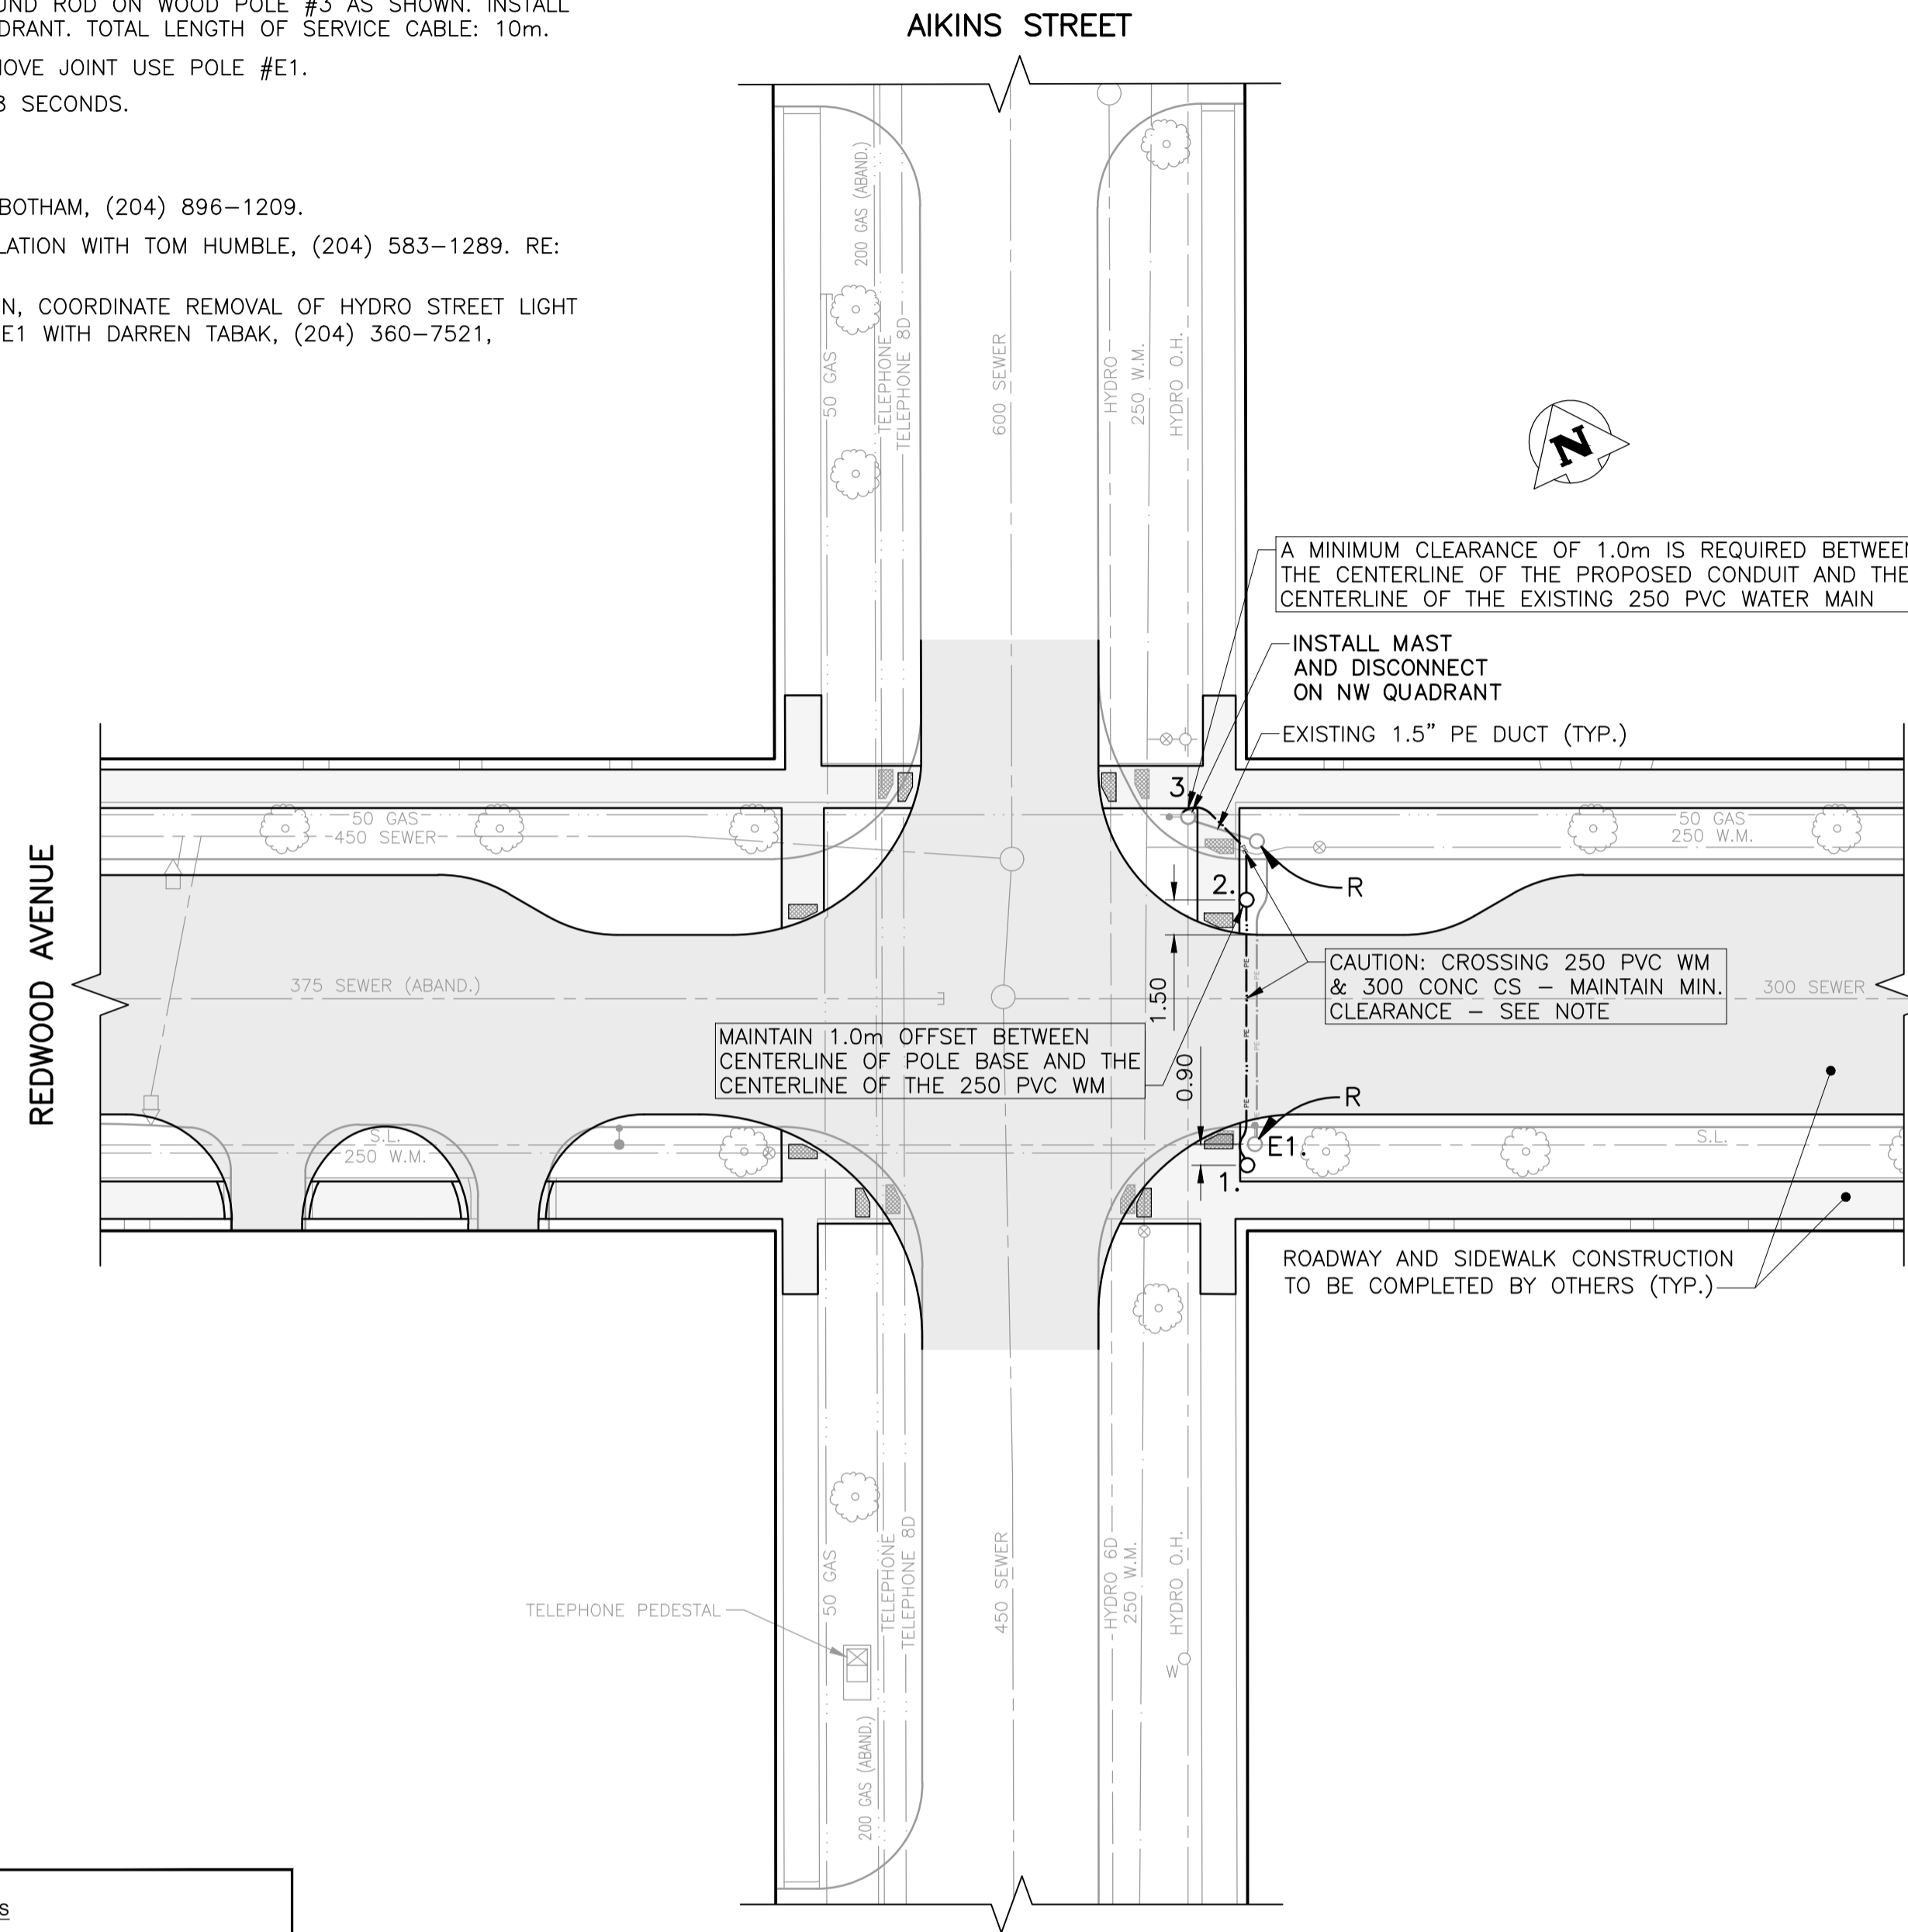 UND ROD ON WOOD POLE #3 AS SHOWN. INSTALL
DRANT. TOTAL LENGTH OF SERVICE CABLE: 10m.
MOVE JOINT USE POLE #E1.
8 SECONDS.
BOTHAM, (204) 896-1209.
LATION WITH TOM HUMBLE, (204) 583-1289. RE:
N, COORDINATE REMOVAL OF HYDRO STREET LIGHT
E1 WITH DARREN TABAK, (204) 360-7521,
AIKINS STREET
200 GAS (ABAND.)
50 GAS
TELEPHONE
TELEPHONE 8D
600 SEWER
HYDRO
250 W.M.
HYDRO O.H.
N
A MINIMUM CLEARANCE OF 1.0m IS REQUIRED BETWEEN
THE CENTERLINE OF THE PROPOSED CONDUIT AND THE
CENTERLINE OF THE EXISTING 250 PVC WATER MAIN
INSTALL MAST
AND DISCONNECT
ON NW QUADRANT
EXISTING 1.5” PE DUCT (TYP.)
3.
50 GAS
450 SEWER
50 GAS
250 W.M.
2.
R
REDWOOD AVENUE
375 SEWER (ABAND.)
1.50
CAUTION: CROSSING 250 PVC WM
& 300 CONC CS – MAINTAIN MIN.
CLEARANCE – SEE NOTE
300 SEWER
PE
PE
PE
PE
PE
MAINTAIN 1.0m OFFSET BETWEEN
CENTERLINE OF POLE BASE AND THE
CENTERLINE OF THE 250 PVC WM
0.90
R
S.L.
250 W.M.
E1.
S.L.
1.
ROADWAY AND SIDEWALK CONSTRUCTION
TO BE COMPLETED BY OTHERS (TYP.)
50 GAS
TELEPHONE
TELEPHONE 8D
450 SEWER
HYDRO 6D
250 W.M.
HYDRO O.H.
TELEPHONE PEDESTAL
W
200 GAS (ABAND.)
S